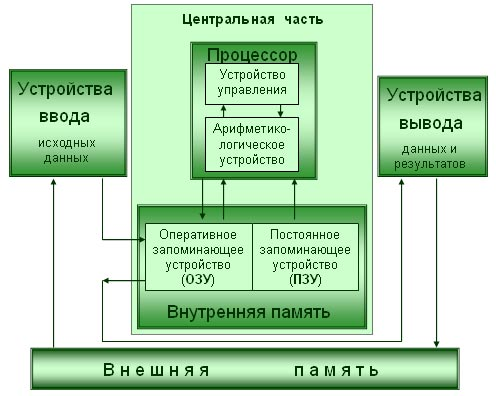 Центральная часть
Процессор
Устройство
управления
Арифметико-
логическое
устройство
Устройства
ввода
исходных
данных
Устройства
вывода
данных и
результатов
Оперативное
запоминающее
устройство
(ОЗУ)
Постоянное
запоминающее
устройство
(ПЗУ)
Внутренняя память
Внешняя память